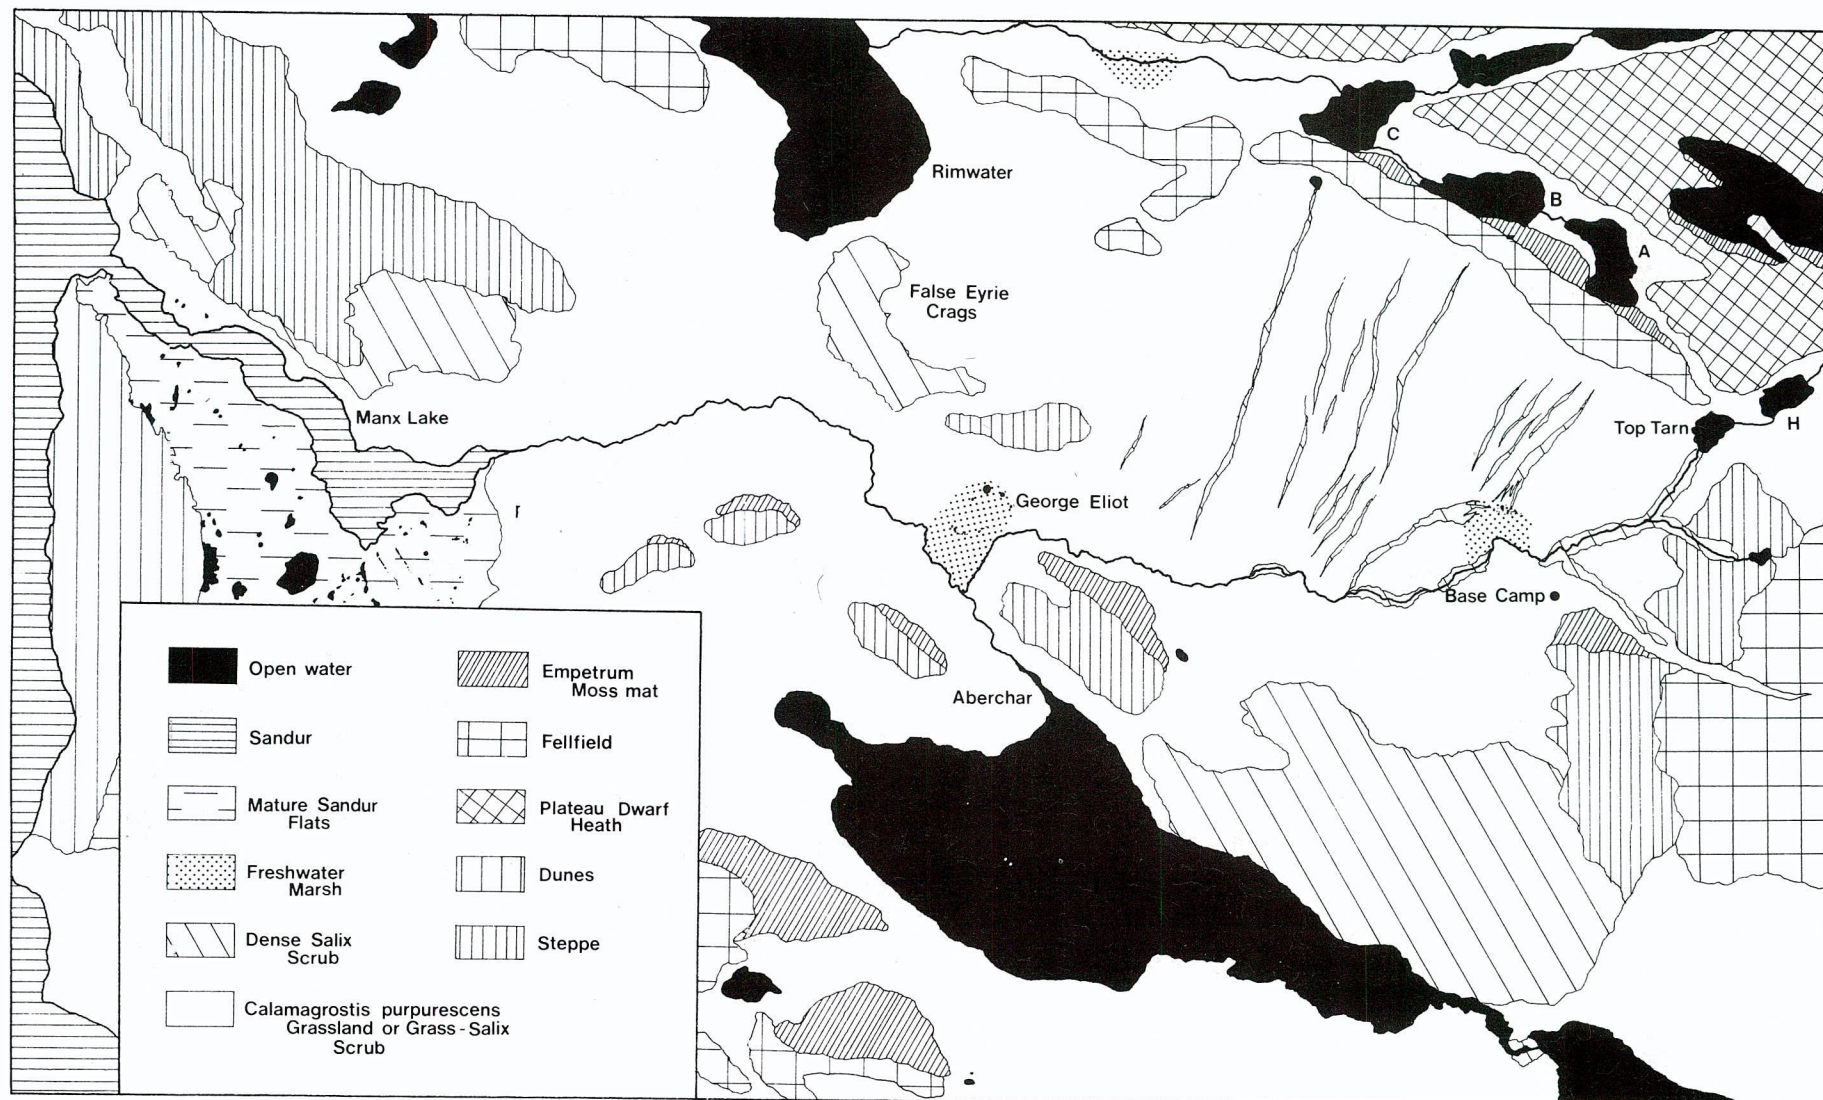 C
Rimwater
B
A
False Eyrie
Crags
Manx Lake
Top Tarn
H
George Eliot
Base Camp
Aberchar
Open water
Sandur
Mature Sandur
Flats
Freshwater
Marsh
Dense Salix
Scrub
Calamagrostis purpurescens
Grassland or Grass-Salix
Scrub
Empetrum
Moss mat
Fellfield
Plateau Dwarf
Heath
Dunes
Steppe